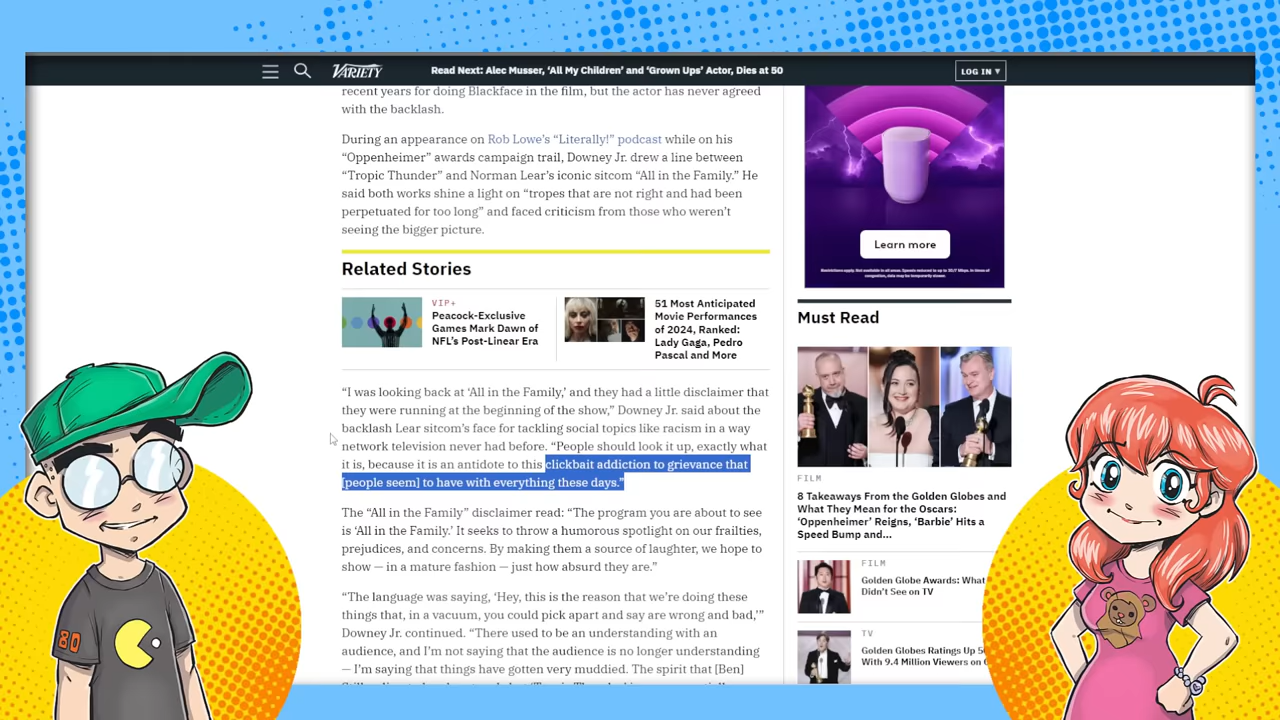 VARIETY
Read Next: Alec Musser, ‘All My Children’ and ‘Grown Ups’ Actor, Dies at 50
LOG IN ▾
recent years for doing Blackface in the film, but the actor has never agreed
with the backlash.
During an appearance on Rob Lowe’s “Literally!” podcast while on his
“Oppenheimer” awards campaign trail, Downey Jr. drew a line between
“Tropic Thunder” and Norman Lear’s iconic sitcom “All in the Family.” He
said both works shine a light on “tropes that are not right and had been
perpetuated for too long” and faced criticism from those who weren’t
seeing the bigger picture.
Related Stories
VIP+
Peacock-Exclusive
Games Mark Dawn of
NFL’s Post-Linear Era
51 Most Anticipated
Movie Performances
of 2024, Ranked:
Lady Gaga, Pedro
Pascal and More
“I was looking back at ‘All in the Family,’ and they had a little disclaimer that
they were running at the beginning of the show,” Downey Jr. said about the
backlash Lear sitcom’s face for tackling social topics like racism in a way
network television never had before. “People should look it up, exactly what
it is, because it is an antidote to this clickbait addiction to grievance that
[people seem] to have with everything these days.”
The “All in the Family” disclaimer read: “The program you are about to see
is ‘All in the Family.’ It seeks to throw a humorous spotlight on our frailties,
prejudices, and concerns. By making them a source of laughter, we hope to
show — in a mature fashion — just how absurd they are.”
“The language was saying, ‘Hey, this is the reason that we’re doing these
things that, in a vacuum, you could pick apart and say are wrong and bad,’”
Downey Jr. continued. “There used to be an understanding with an
audience, and I’m not saying that the audience is no longer understanding
— I’m saying that things have gotten very muddied. The spirit that [Ben]
Learn more
Must Read
FILM
8 Takeaways From the Golden Globes and
What They Mean for the Oscars:
‘Oppenheimer’ Reigns, ‘Barbie’ Hits a
Speed Bump and...
FILM
Golden Globe Awards: What
Didn’t See on TV
TV
Golden Globes Ratings Up 5
With 9.4 Million Viewers on
80